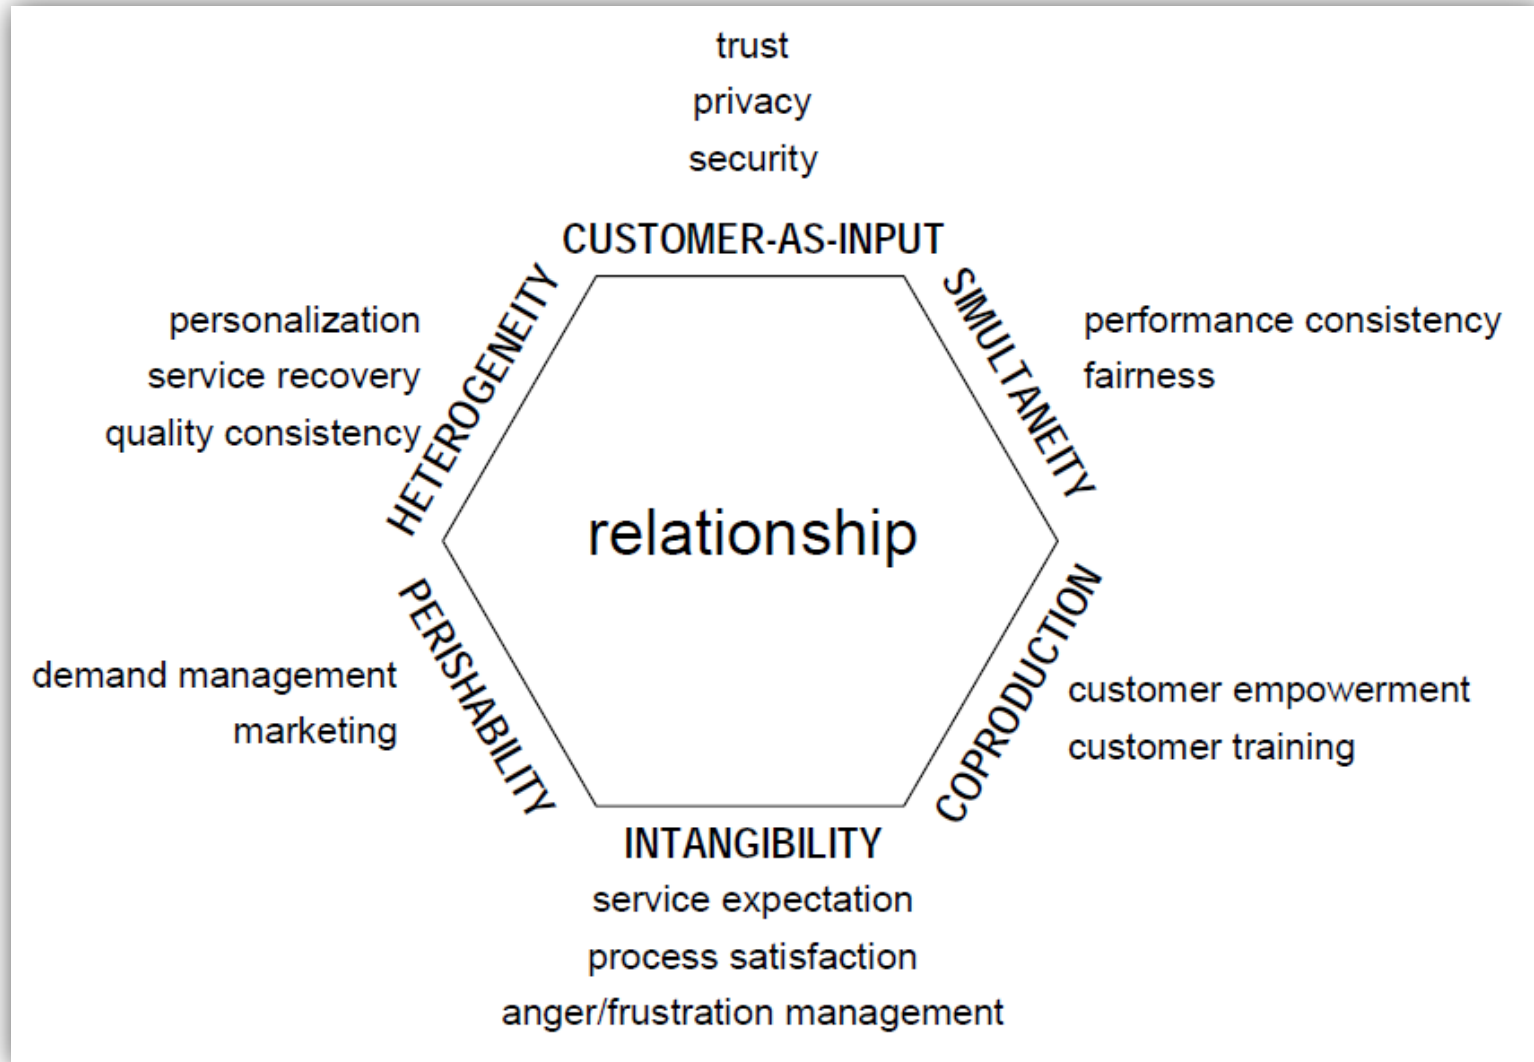 trust
privacy
security
CUSTOMER-AS-INPUT
HETEROGENEITY
SIMULTANEITY
personalization
service recovery
quality consistency
performance consistency
fairness
relationship
PERISHABILITY
COPRODUCTION
demand management
marketing
customer empowerment
customer training
INTANGIBILITY
service expectation
process satisfaction
anger/frustration management